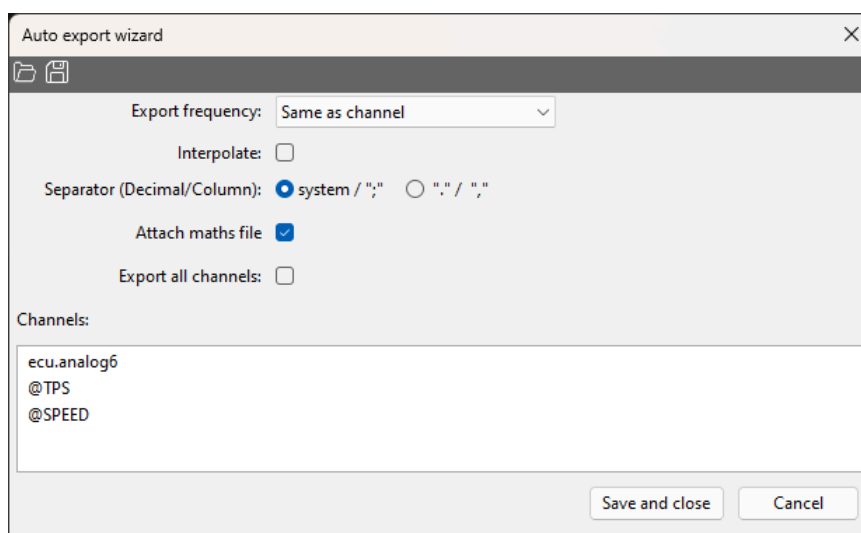 Auto export wizard
Export frequency: Same as channel
Interpolate:
Separator (Decimal/Column): system / ";" "." / ","
Attach maths file
Export all channels:
Channels:
ecu.analog6
@TPS
@SPEED
Save and close Cancel